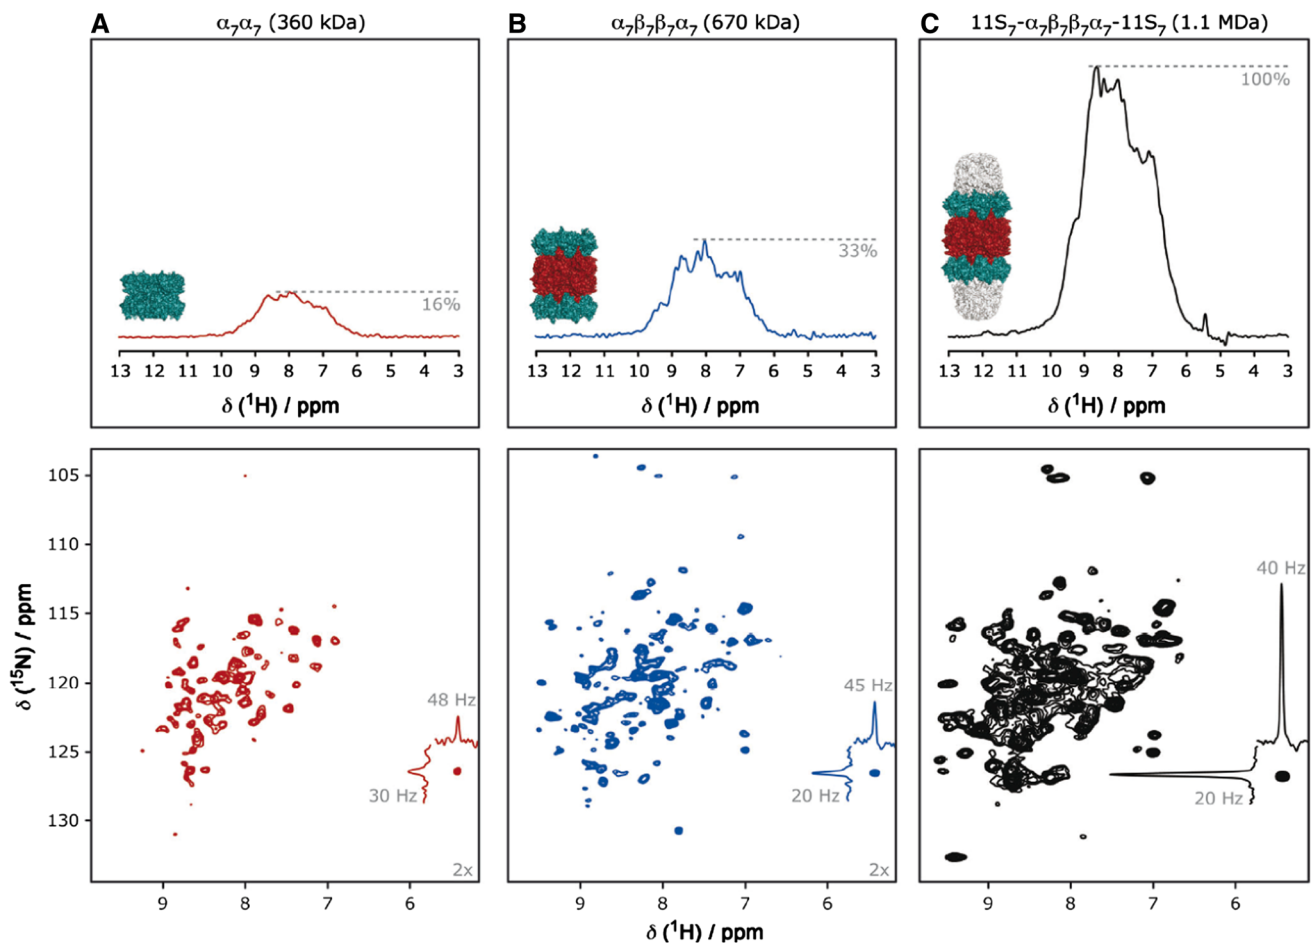 A α₇α₇ (360 kDa)
B α₇β₇β₇α₇ (670 kDa)
C 11S₇-α₇β₇β₇α₇-11S₇ (1.1 MDa)
16%
33%
100%
13 12 11 10 9 8 7 6 5 4 3
13 12 11 10 9 8 7 6 5 4 3
13 12 11 10 9 8 7 6 5 4 3
δ (¹H) / ppm
δ (¹H) / ppm
δ (¹H) / ppm
δ (¹⁵N) / ppm
105
110
115
120
125
130
48 Hz
30 Hz
2x
45 Hz
20 Hz
2x
40 Hz
20 Hz
9 8 7 6
9 8 7 6
9 8 7 6
δ (¹H) / ppm